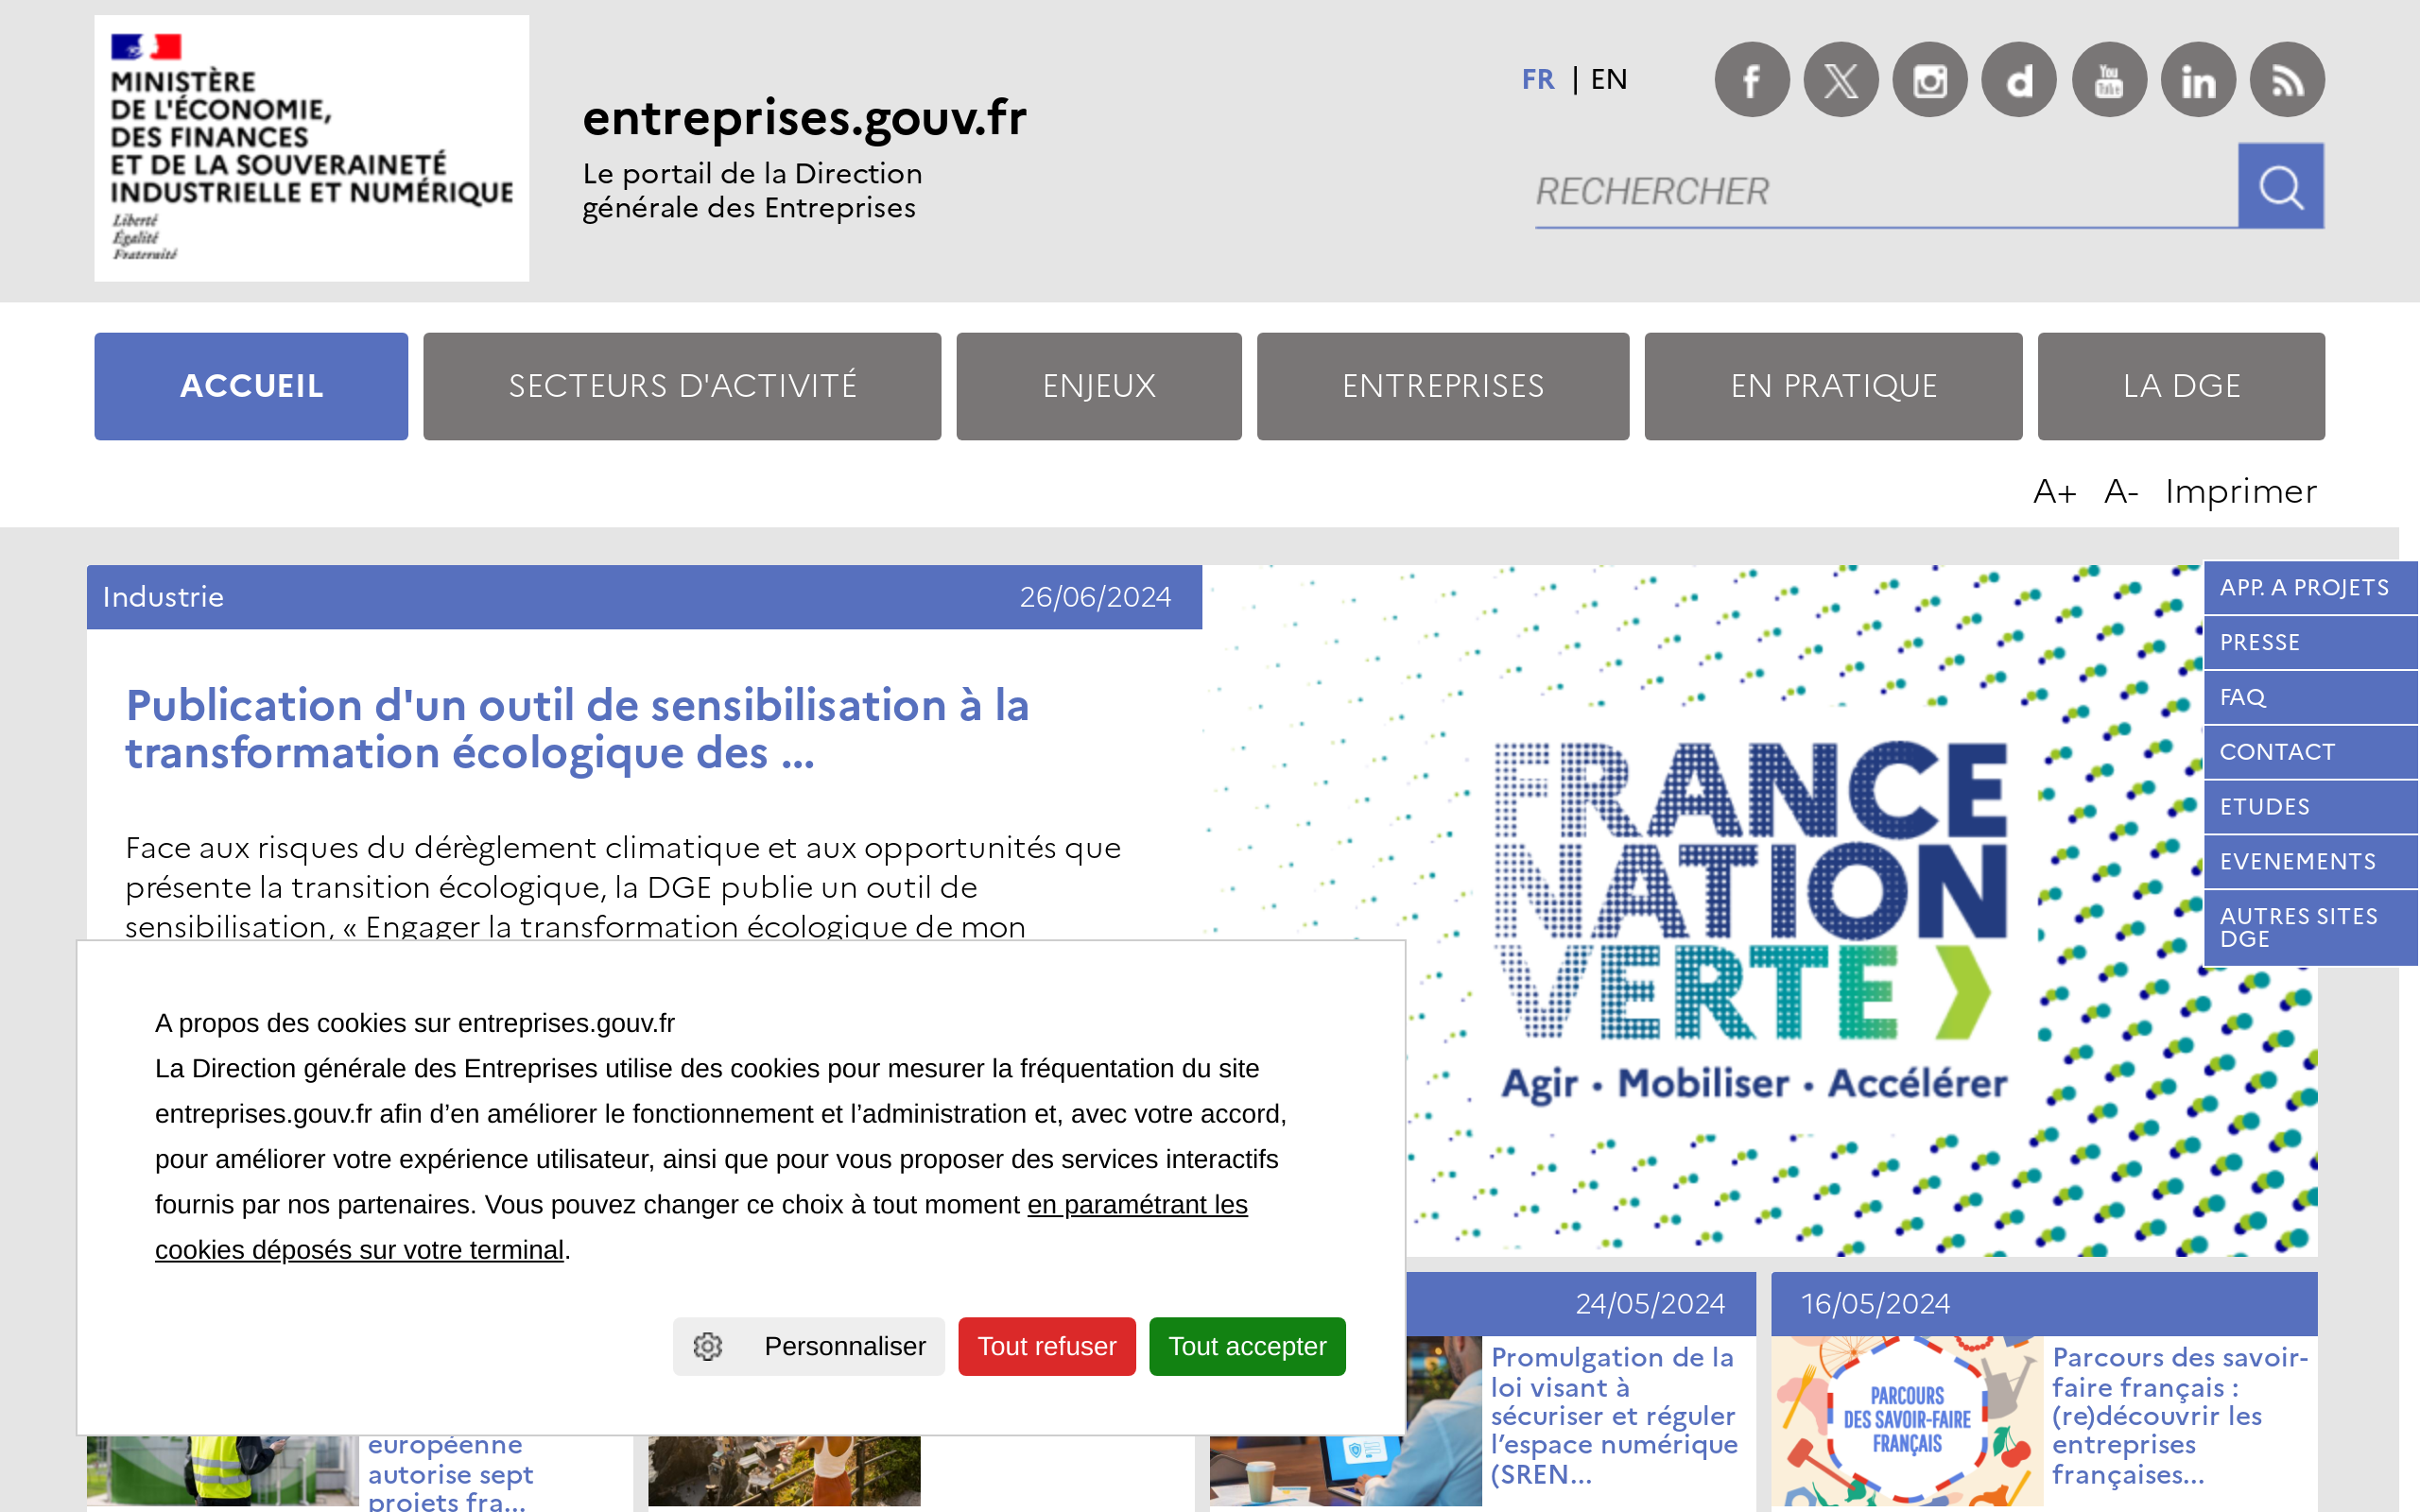 MINISTÈRE
DE L'ÉCONOMIE,
DES FINANCES
ET DE LA SOUVERAINETÉ
INDUSTRIELLE ET NUMÉRIQUE
Liberté
Égalité
Fraternité
entreprises.gouv.fr
Le portail de la Direction
générale des Entreprises
FR | EN
You
Tube
RECHERCHER
ACCUEIL
SECTEURS D'ACTIVITÉ
ENJEUX
ENTREPRISES
EN PRATIQUE
LA DGE
A+ A- Imprimer
Industrie 26/06/2024
Publication d'un outil de sensibilisation à la
transformation écologique des ...
Face aux risques du dérèglement climatique et aux opportunités que
présente la transition écologique, la DGE publie un outil de
sensibilisation, « Engager la transformation écologique de mon
FRANCE
NATION
VERTE
Agir • Mobiliser • Accélérer
APP. A PROJETS
PRESSE
FAQ
CONTACT
ETUDES
EVENEMENTS
AUTRES SITES
DGE
A propos des cookies sur entreprises.gouv.fr
La Direction générale des Entreprises utilise des cookies pour mesurer la fréquentation du site
entreprises.gouv.fr afin d’en améliorer le fonctionnement et l’administration et, avec votre accord,
pour améliorer votre expérience utilisateur, ainsi que pour vous proposer des services interactifs
fournis par nos partenaires. Vous pouvez changer ce choix à tout moment en paramétrant les
cookies déposés sur votre terminal.
Personnaliser
Tout refuser
Tout accepter
européenne
autorise sept
projets fra...
24/05/2024
Promulgation de la
loi visant à
sécuriser et réguler
l’espace numérique
(SREN...
16/05/2024
PARCOURS
DES SAVOIR-FAIRE
FRANÇAIS
Parcours des savoir-
faire français :
(re)découvrir les
entreprises
françaises...